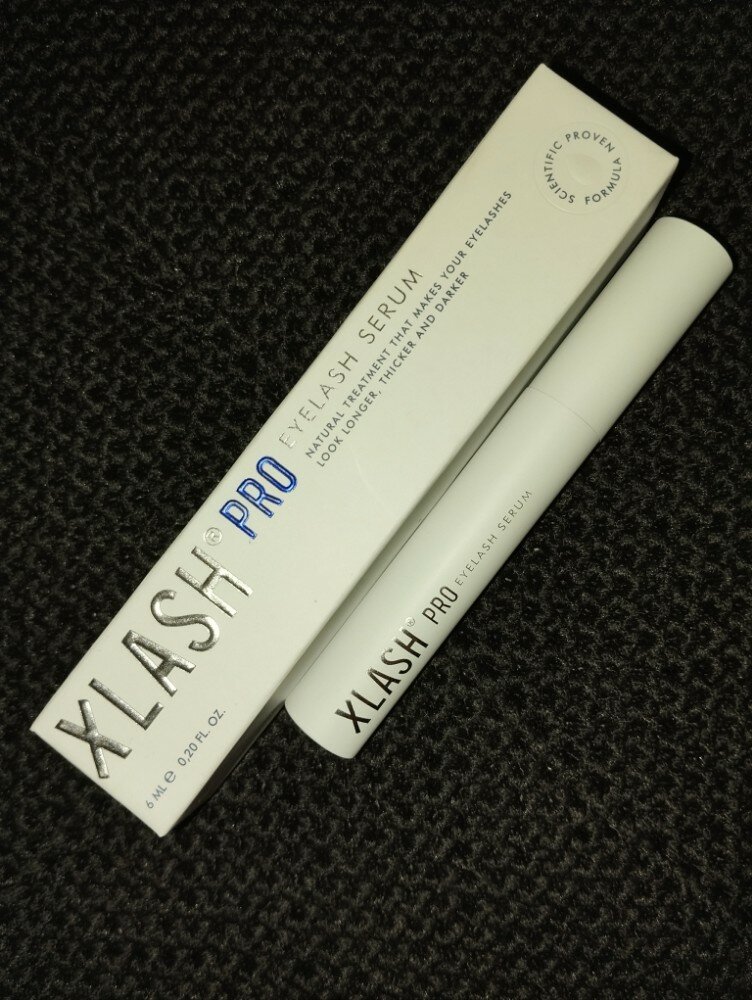 XLASH® PRO EYELASH SERUM
NATURAL TREATMENT THAT MAKES YOUR EYELASHES
LOOK LONGER, THICKER AND DARKER
SCIENTIFIC PROVEN FORMULA
6 ML ℮ 0,20 FL. OZ.
XLASH® PRO EYELASH SERUM